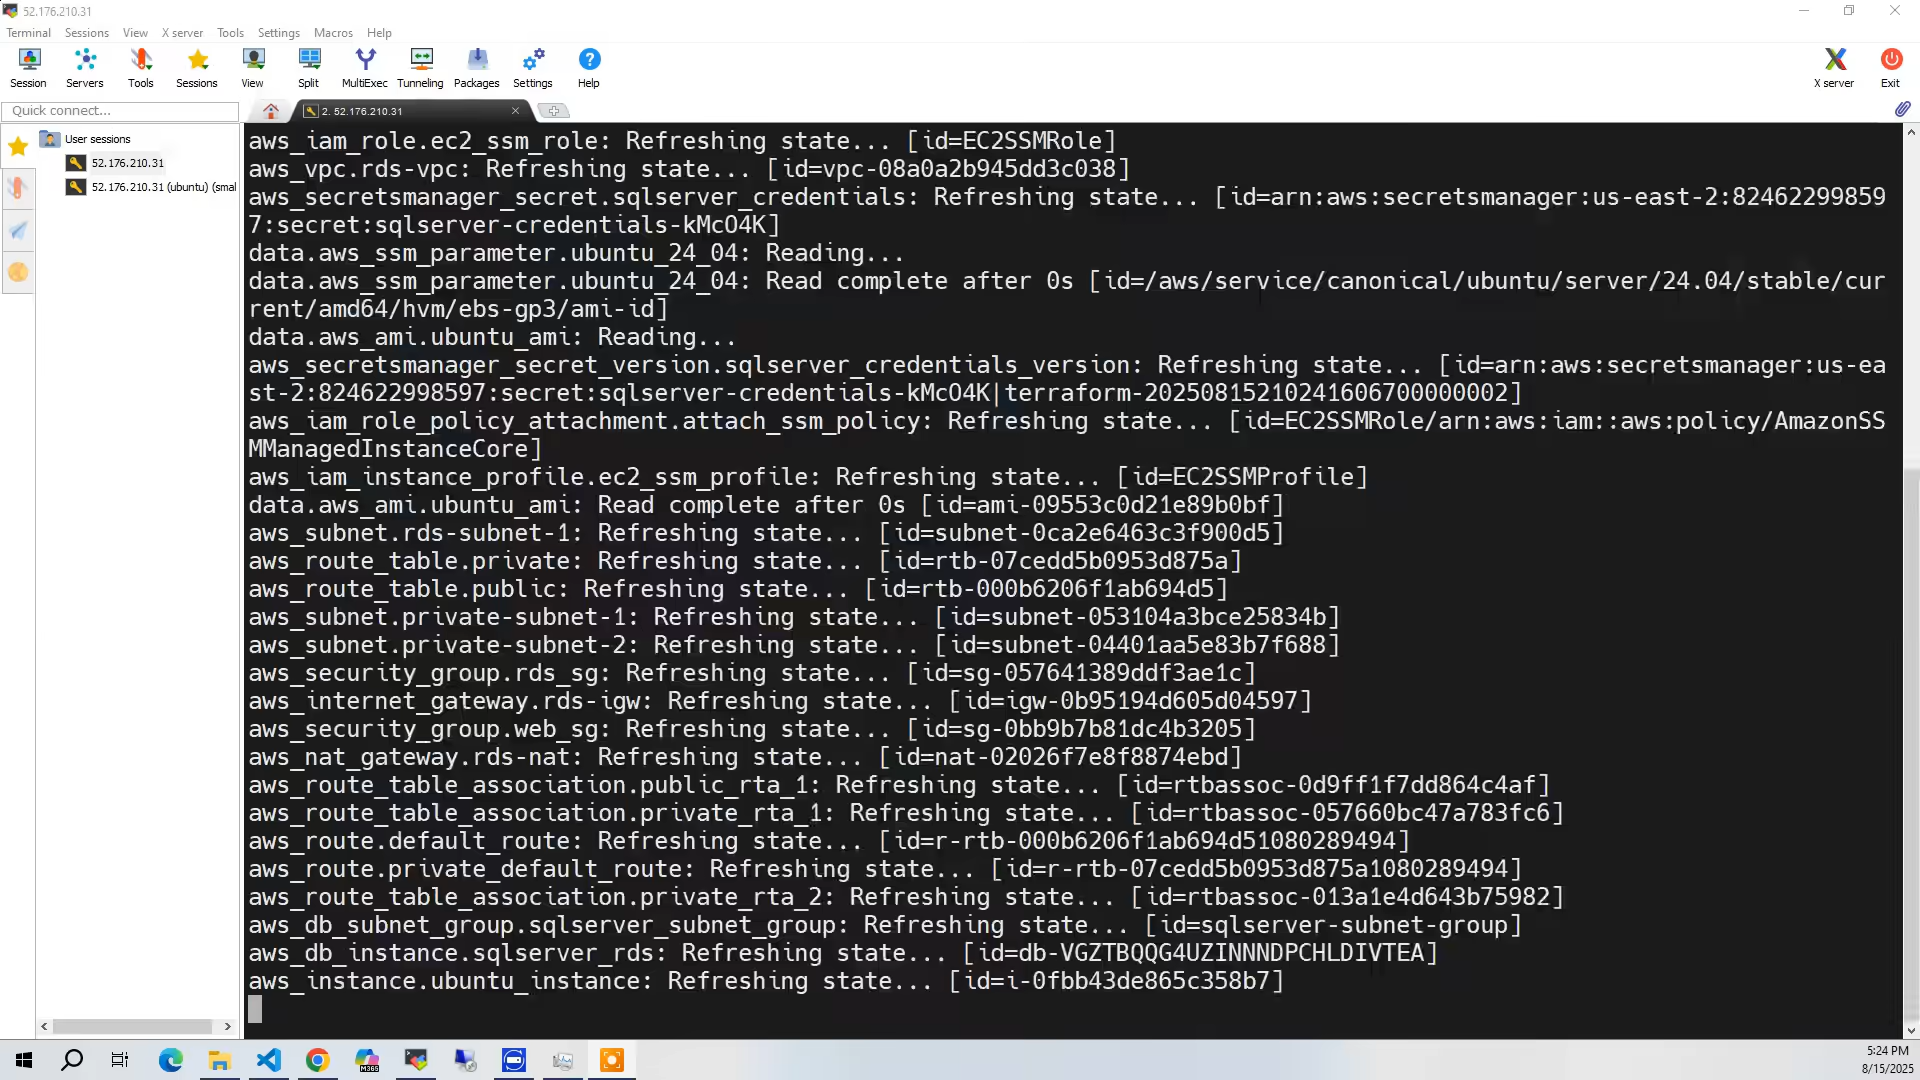 52.176.210.31
Terminal Sessions View X server Tools Settings Macros Help
Session Servers Tools Sessions View Split MultiExec Tunneling Packages Settings Help X server Exit
Quick connect...
2. 52.176.210.31
User sessions
52.176.210.31
52.176.210.31 (ubuntu) (smal
aws_iam_role.ec2_ssm_role: Refreshing state... [id=EC2SSMRole]
aws_vpc.rds-vpc: Refreshing state... [id=vpc-08a0a2b945dd3c038]
aws_secretsmanager_secret.sqlserver_credentials: Refreshing state... [id=arn:aws:secretsmanager:us-east-2:82462299859
7:secret:sqlserver-credentials-kMcO4K]
data.aws_ssm_parameter.ubuntu_24_04: Reading...
data.aws_ssm_parameter.ubuntu_24_04: Read complete after 0s [id=/aws/service/canonical/ubuntu/server/24.04/stable/cur
rent/amd64/hvm/ebs-gp3/ami-id]
data.aws_ami.ubuntu_ami: Reading...
aws_secretsmanager_secret_version.sqlserver_credentials_version: Refreshing state... [id=arn:aws:secretsmanager:us-ea
st-2:824622998597:secret:sqlserver-credentials-kMcO4K|terraform-20250815210241606700000002]
aws_iam_role_policy_attachment.attach_ssm_policy: Refreshing state... [id=EC2SSMRole/arn:aws:iam::aws:policy/AmazonSS
MManagedInstanceCore]
aws_iam_instance_profile.ec2_ssm_profile: Refreshing state... [id=EC2SSMProfile]
data.aws_ami.ubuntu_ami: Read complete after 0s [id=ami-09553c0d21e89b0bf]
aws_subnet.rds-subnet-1: Refreshing state... [id=subnet-0ca2e6463c3f900d5]
aws_route_table.private: Refreshing state... [id=rtb-07cedd5b0953d875a]
aws_route_table.public: Refreshing state... [id=rtb-000b6206f1ab694d5]
aws_subnet.private-subnet-1: Refreshing state... [id=subnet-053104a3bce25834b]
aws_subnet.private-subnet-2: Refreshing state... [id=subnet-04401aa5e83b7f688]
aws_security_group.rds_sg: Refreshing state... [id=sg-057641389ddf3ae1c]
aws_internet_gateway.rds-igw: Refreshing state... [id=igw-0b95194d605d04597]
aws_security_group.web_sg: Refreshing state... [id=sg-0bb9b7b81dc4b3205]
aws_nat_gateway.rds-nat: Refreshing state... [id=nat-02026f7e8f8874ebd]
aws_route_table_association.public_rta_1: Refreshing state... [id=rtbassoc-0d9ff1f7dd864c4af]
aws_route_table_association.private_rta_1: Refreshing state... [id=rtbassoc-057660bc47a783fc6]
aws_route.default_route: Refreshing state... [id=r-rtb-000b6206f1ab694d51080289494]
aws_route.private_default_route: Refreshing state... [id=r-rtb-07cedd5b0953d875a1080289494]
aws_route_table_association.private_rta_2: Refreshing state... [id=rtbassoc-013a1e4d643b75982]
aws_db_subnet_group.sqlserver_subnet_group: Refreshing state... [id=sqlserver-subnet-group]
aws_db_instance.sqlserver_rds: Refreshing state... [id=db-VGZTBQQG4UZINNNDPCHLDIVTEA]
aws_instance.ubuntu_instance: Refreshing state... [id=i-0fbb43de865c358b7]
M365
5:24 PM
8/15/2025